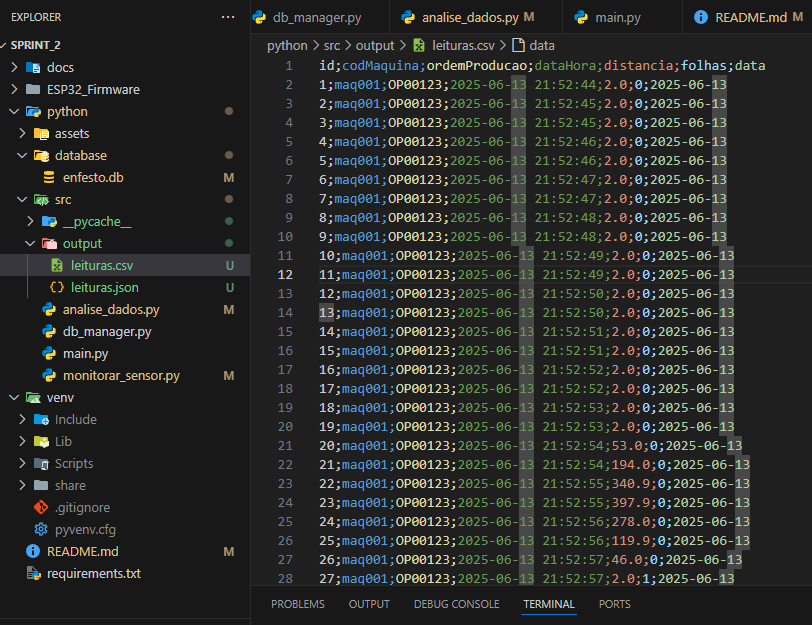 EXPLORER
SPRINT_2
docs
ESP32_Firmware
python
assets
database
enfesto.db M
src
__pycache__
output
leituras.csv U
leituras.json U
analise_dados.py M
db_manager.py
main.py
monitorar_sensor.py M
venv
Include
Lib
Scripts
share
.gitignore
pyvenv.cfg
README.md M
requirements.txt
db_manager.py analise_dados.py M main.py README.md M
python > src > output > leituras.csv > data
1 id;codMaquina;ordemProducao;dataHora;distancia;folhas;data
2 1;maq001;OP00123;2025-06-13 21:52:44;2.0;0;2025-06-13
3 2;maq001;OP00123;2025-06-13 21:52:45;2.0;0;2025-06-13
4 3;maq001;OP00123;2025-06-13 21:52:45;2.0;0;2025-06-13
5 4;maq001;OP00123;2025-06-13 21:52:46;2.0;0;2025-06-13
6 5;maq001;OP00123;2025-06-13 21:52:46;2.0;0;2025-06-13
7 6;maq001;OP00123;2025-06-13 21:52:47;2.0;0;2025-06-13
8 7;maq001;OP00123;2025-06-13 21:52:47;2.0;0;2025-06-13
9 8;maq001;OP00123;2025-06-13 21:52:48;2.0;0;2025-06-13
10 9;maq001;OP00123;2025-06-13 21:52:48;2.0;0;2025-06-13
11 10;maq001;OP00123;2025-06-13 21:52:49;2.0;0;2025-06-13
12 11;maq001;OP00123;2025-06-13 21:52:49;2.0;0;2025-06-13
13 12;maq001;OP00123;2025-06-13 21:52:50;2.0;0;2025-06-13
14 13;maq001;OP00123;2025-06-13 21:52:50;2.0;0;2025-06-13
15 14;maq001;OP00123;2025-06-13 21:52:51;2.0;0;2025-06-13
16 15;maq001;OP00123;2025-06-13 21:52:51;2.0;0;2025-06-13
17 16;maq001;OP00123;2025-06-13 21:52:52;2.0;0;2025-06-13
18 17;maq001;OP00123;2025-06-13 21:52:52;2.0;0;2025-06-13
19 18;maq001;OP00123;2025-06-13 21:52:53;2.0;0;2025-06-13
20 19;maq001;OP00123;2025-06-13 21:52:53;2.0;0;2025-06-13
21 20;maq001;OP00123;2025-06-13 21:52:54;53.0;0;2025-06-13
22 21;maq001;OP00123;2025-06-13 21:52:54;194.0;0;2025-06-13
23 22;maq001;OP00123;2025-06-13 21:52:55;340.9;0;2025-06-13
24 23;maq001;OP00123;2025-06-13 21:52:55;397.9;0;2025-06-13
25 24;maq001;OP00123;2025-06-13 21:52:56;278.0;0;2025-06-13
26 25;maq001;OP00123;2025-06-13 21:52:56;119.9;0;2025-06-13
27 26;maq001;OP00123;2025-06-13 21:52:57;46.0;0;2025-06-13
28 27;maq001;OP00123;2025-06-13 21:52:57;2.0;1;2025-06-13
PROBLEMS OUTPUT DEBUG CONSOLE TERMINAL PORTS